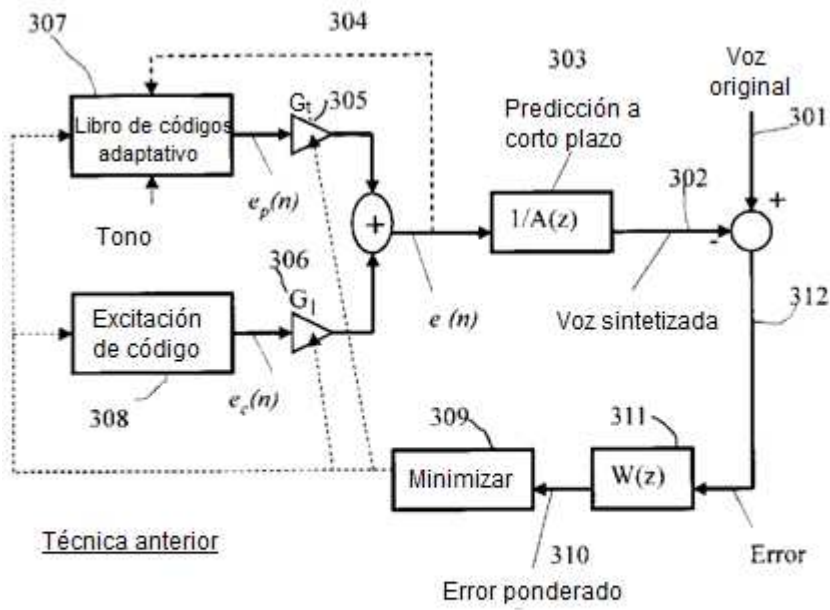 307
304
303
Voz
original
Libro de códigos
adaptativo
Gt
305
Predicción a
corto plazo
301
ep(n)
1/A(z)
302
+
+
-
Tono
306
Gl
e (n)
Voz sintetizada
312
Excitación
de código
308
ec(n)
309
311
Minimizar
W(z)
Técnica anterior
310
Error
Error ponderado